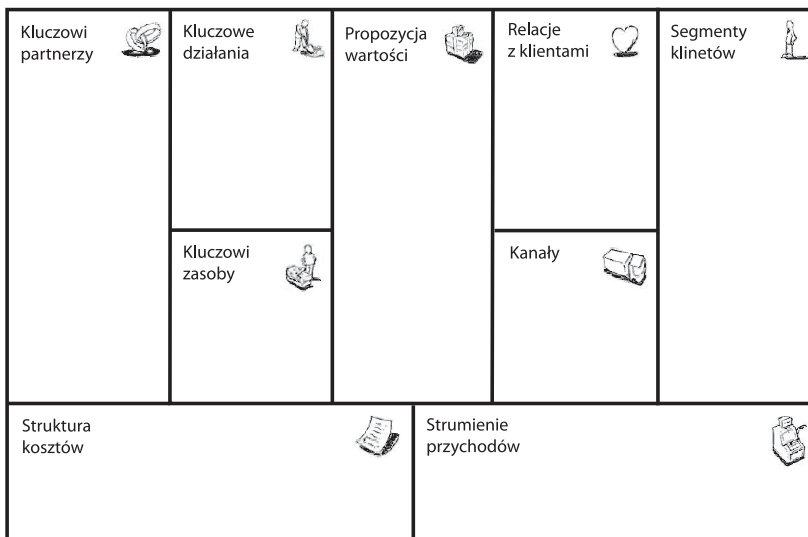 Kluczowi
partnerzy
Kluczowe
działania
Kluczowi
zasoby
Propozycja
wartości
Relacje
z klientami
Kanały
Segmenty
klinetów
Struktura
kosztów
Strumienie
przychodów